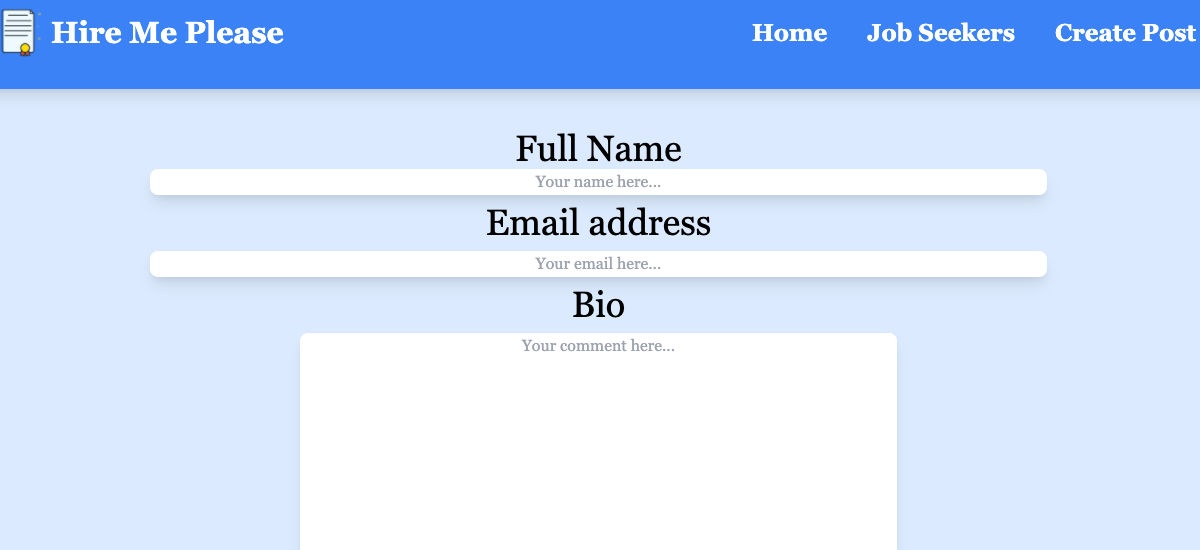 Hire Me Please
Home Job Seekers Create Post
Full Name
Your name here...
Email address
Your email here...
Bio
Your comment here...